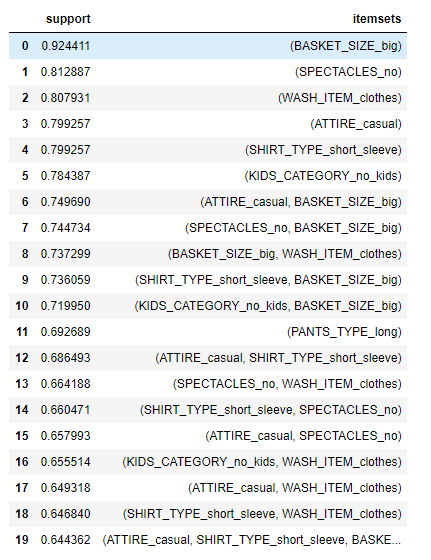 support itemsets
0 0.924411 (BASKET_SIZE_big)
1 0.812887 (SPECTACLES_no)
2 0.807931 (WASH_ITEM_clothes)
3 0.799257 (ATTIRE_casual)
4 0.799257 (SHIRT_TYPE_short_sleeve)
5 0.784387 (KIDS_CATEGORY_no_kids)
6 0.749690 (ATTIRE_casual, BASKET_SIZE_big)
7 0.744734 (SPECTACLES_no, BASKET_SIZE_big)
8 0.737299 (BASKET_SIZE_big, WASH_ITEM_clothes)
9 0.736059 (SHIRT_TYPE_short_sleeve, BASKET_SIZE_big)
10 0.719950 (KIDS_CATEGORY_no_kids, BASKET_SIZE_big)
11 0.692689 (PANTS_TYPE_long)
12 0.686493 (ATTIRE_casual, SHIRT_TYPE_short_sleeve)
13 0.664188 (SPECTACLES_no, WASH_ITEM_clothes)
14 0.660471 (SHIRT_TYPE_short_sleeve, SPECTACLES_no)
15 0.657993 (ATTIRE_casual, SPECTACLES_no)
16 0.655514 (KIDS_CATEGORY_no_kids, WASH_ITEM_clothes)
17 0.649318 (ATTIRE_casual, WASH_ITEM_clothes)
18 0.646840 (SHIRT_TYPE_short_sleeve, WASH_ITEM_clothes)
19 0.644362 (ATTIRE_casual, SHIRT_TYPE_short_sleeve, BASKE...